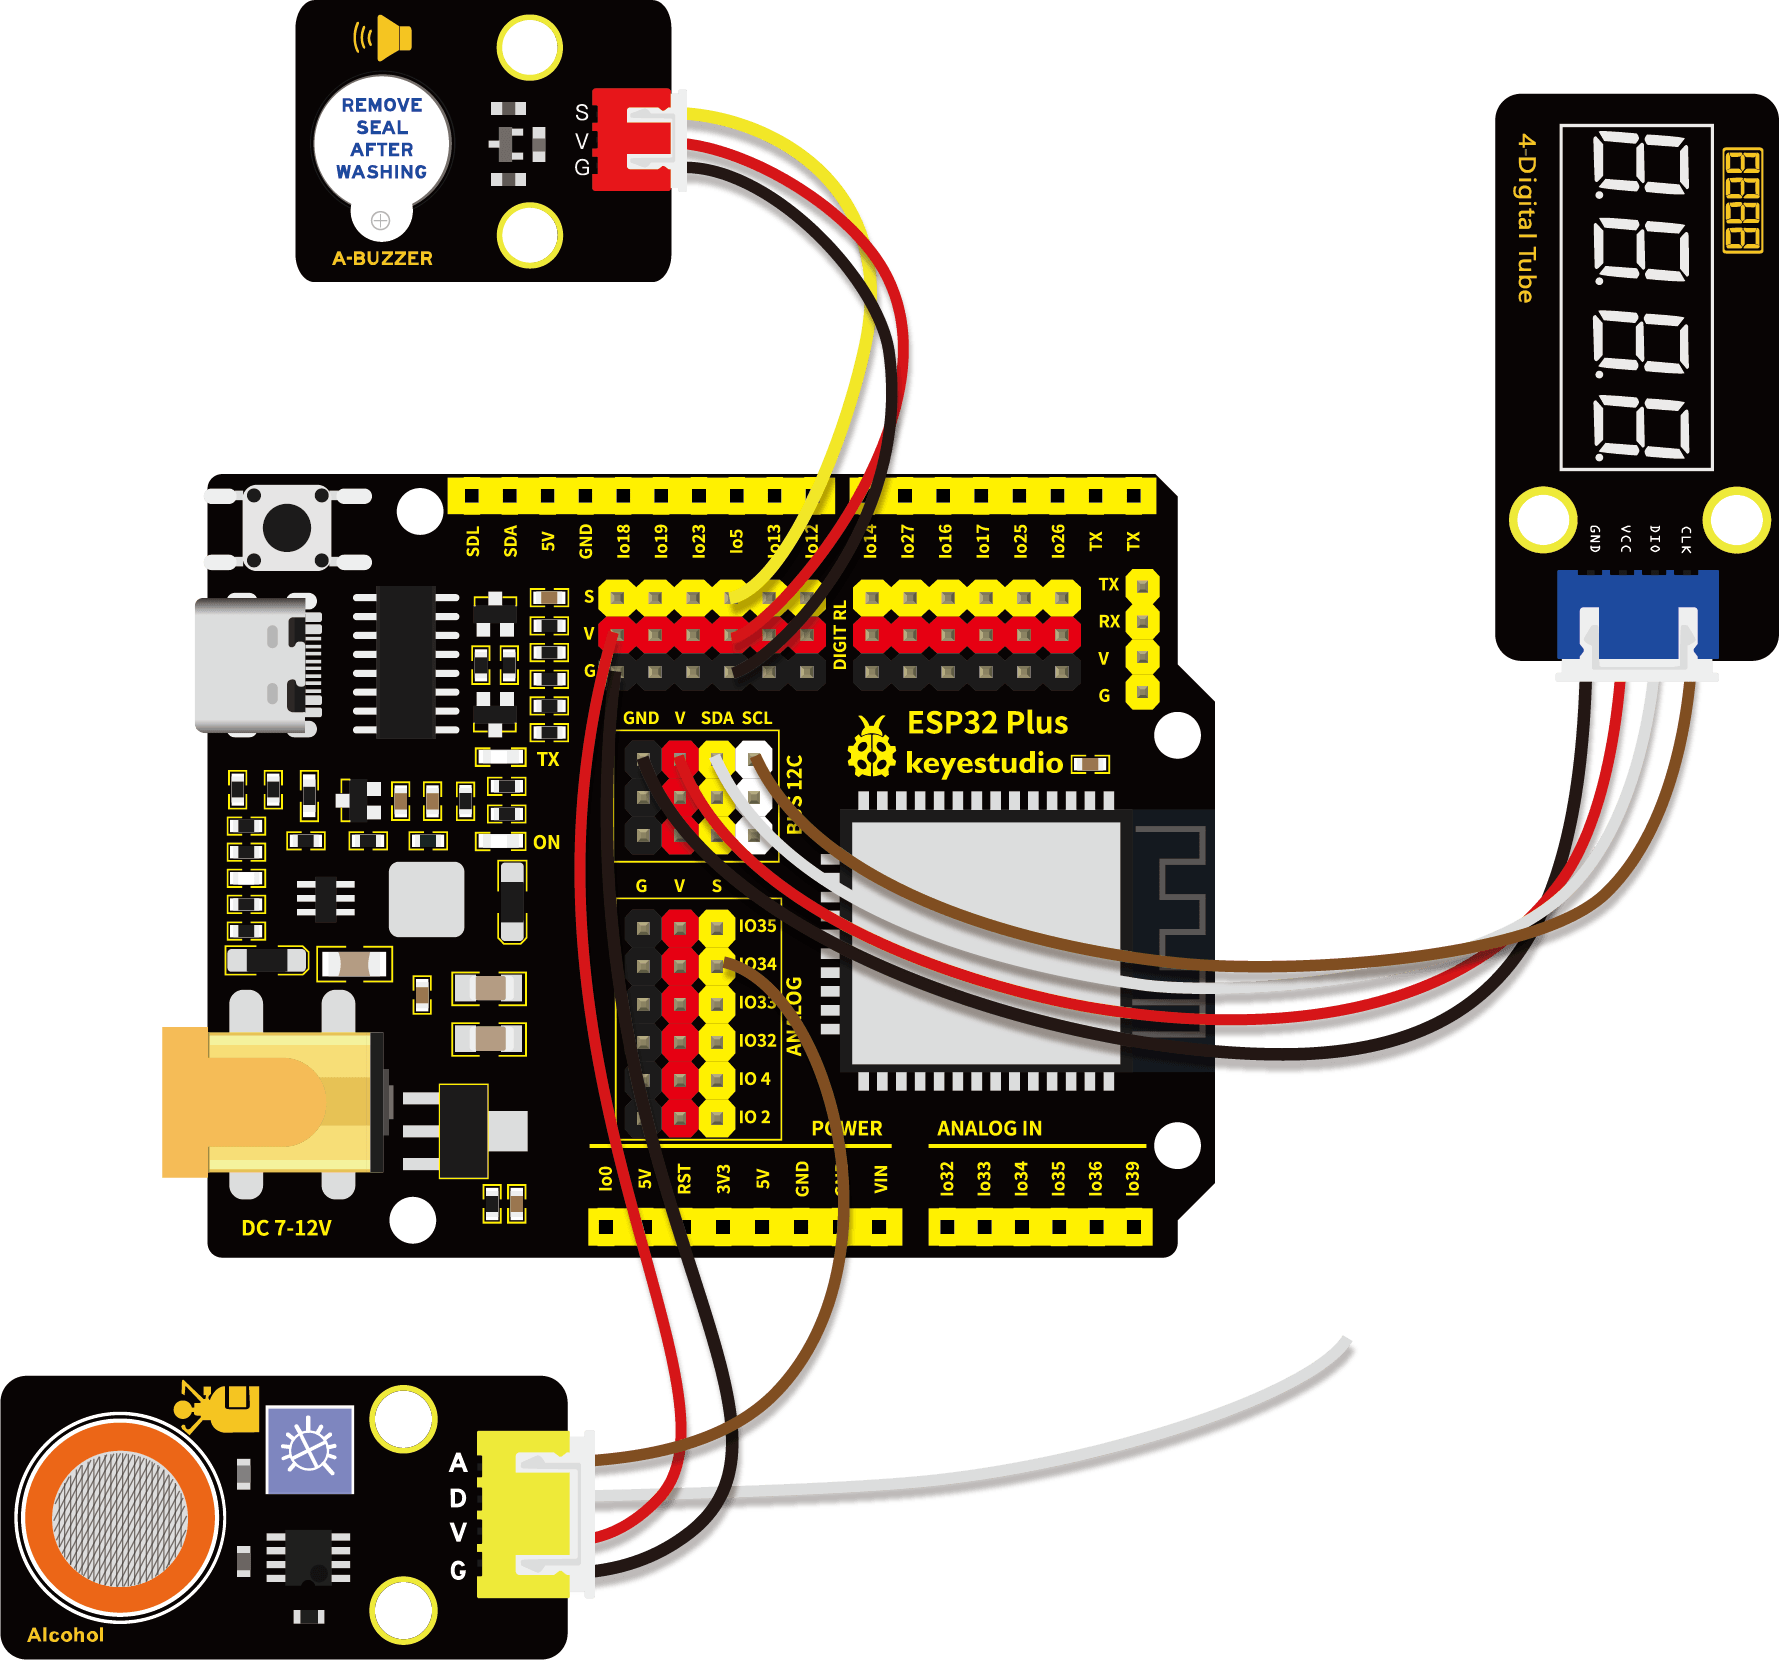 REMOVE
SEAL
AFTER
WASHING
A-BUZZER
S
V
G
4-Digital Tube
GND
VCC
DIO
CLK
SDL
SDA
5V
GND
Io18
Io19
Io23
Io5
Io13
Io12
Io14
Io27
Io16
Io17
Io25
Io26
TX
TX
S
V
G
DIGIT RL
TX
RX
V
G
GND V SDA SCL
BUS 12C
ESP32 Plus
keyestudio
TX
ON
G V S
IO35
IO34
IO33
IO32
IO 4
IO 2
ANALOG
POWER
ANALOG IN
Io0
5V
RST
3V3
5V
GND
VIN
Io32
Io33
Io34
Io35
Io36
Io39
DC 7-12V
A
D
V
G
Alcohol